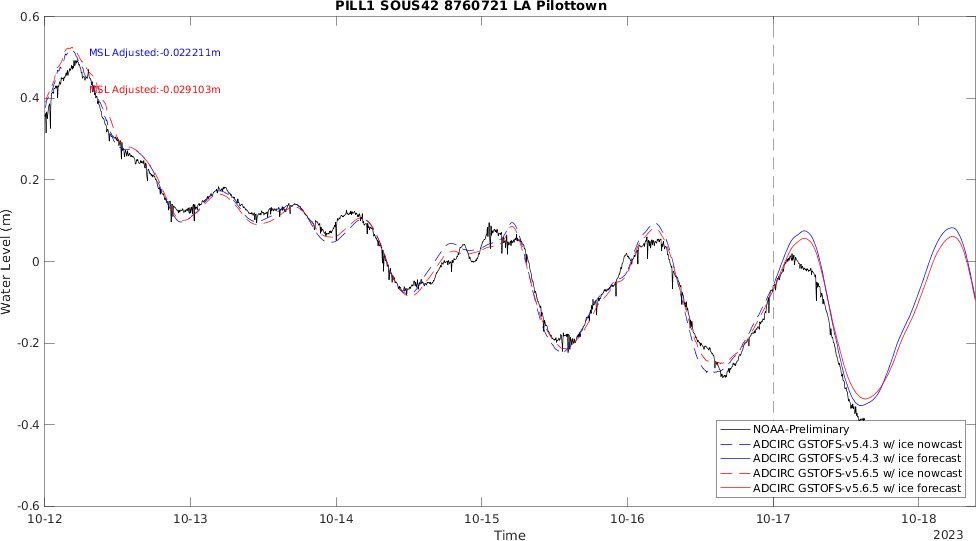 PILL1 SOUS42 8760721 LA Pilottown
0.6
MSL Adjusted:-0.022211m
MSL Adjusted:-0.029103m
0.4
0.2
0
-0.2
-0.4
-0.6
Water Level (m)
NOAA-Preliminary
ADCIRC GSTOFS-v5.4.3 w/ ice nowcast
ADCIRC GSTOFS-v5.4.3 w/ ice forecast
ADCIRC GSTOFS-v5.6.5 w/ ice nowcast
ADCIRC GSTOFS-v5.6.5 w/ ice forecast
10-12 10-13 10-14 10-15 10-16 10-17 10-18
Time
2023